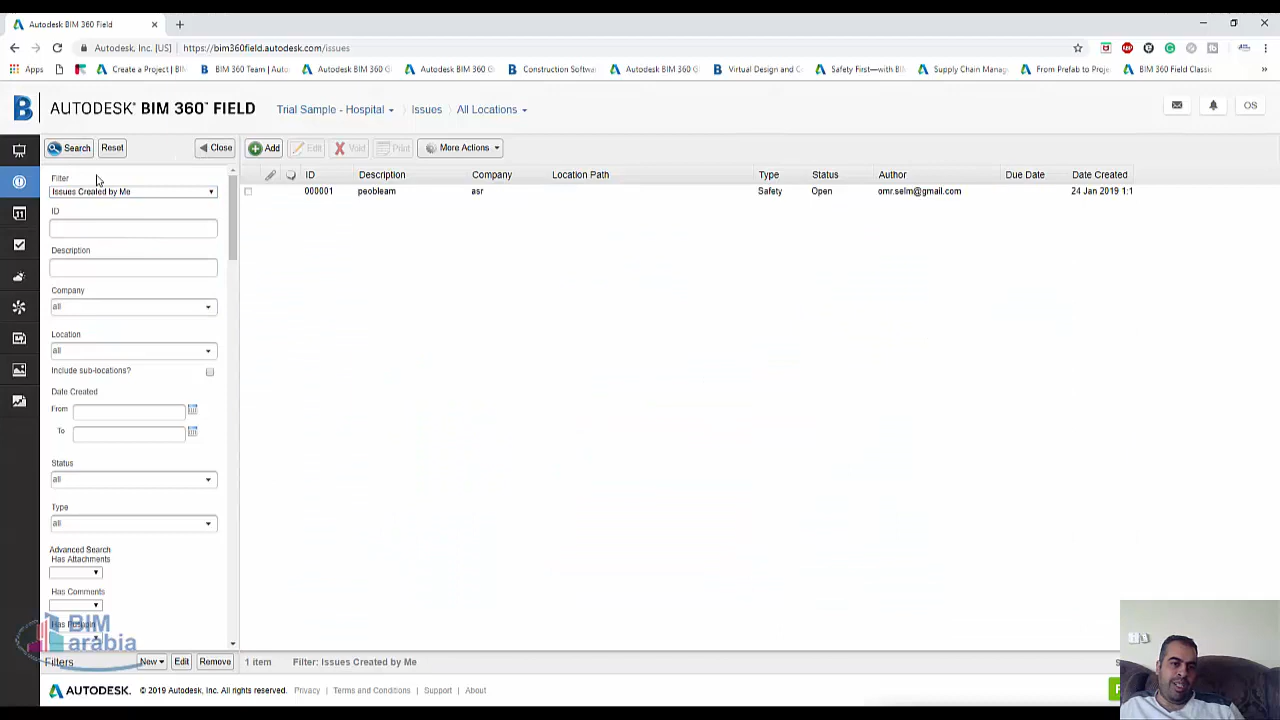 Autodesk BIM 360 Field
Autodesk, Inc. [US] https://bim360field.autodesk.com/issues
Apps Create a Project | BIM BIM 360 Team | Auto Autodesk BIM 360 Gl Autodesk BIM 360 G Construction Softwa Autodesk BIM 360 G Virtual Design and C Safety First—with BI Supply Chain Manag From Prefab to Proje BIM 360 Field Classic
AUTODESK® BIM 360™ FIELD Trial Sample - Hospital Issues All Locations OS
Search Reset Close Add Edit Void Print More Actions
Filter
Issues Created by Me
ID Description Company Location Path Type Status Author Due Date Date Created
000001 peobleam asr Safety Open omr.selm@gmail.com 24 Jan 2019 1:1
ID
Description
Company
all
Location
all
Include sub-locations?
Date Created
From
To
Status
all
Type
all
Advanced Search
Has Attachments
Has Comments
BIM
arabia
Filters New Edit Remove 1 item Filter: Issues Created by Me
AUTODESK. © 2019 Autodesk, Inc. All rights reserved. Privacy | Terms and Conditions | Support | About